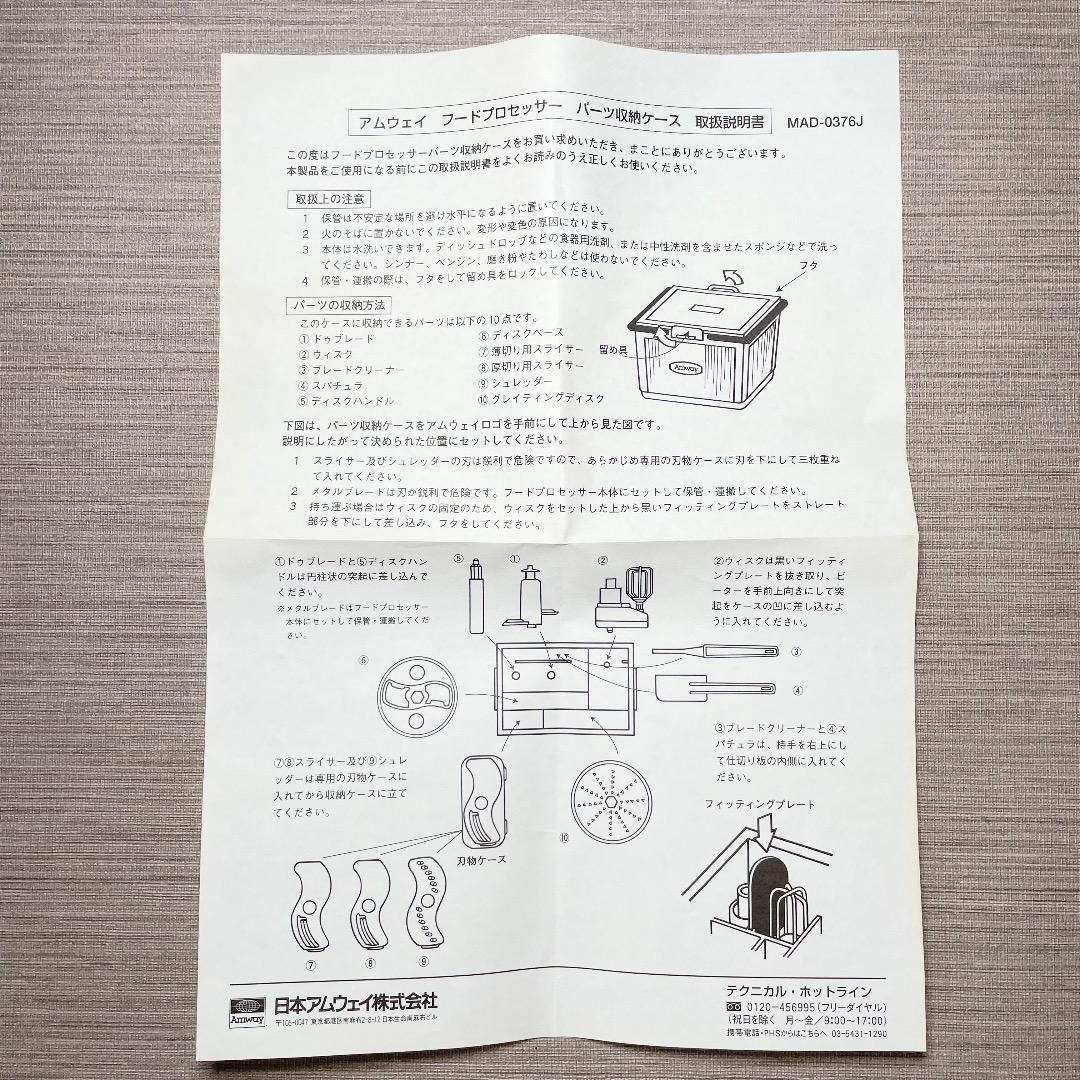 アムウェイ フードプロセッサー パーツ収納ケース 取扱説明書 MAD-0376J
この度はフードプロセッサーパーツ収納ケースをお買い求めいただき、まことにありがとうございます。
本製品をご使用になる前にこの取扱説明書をよくお読みのうえ正しくお使いください。
取扱上の注意
1 保管は不安定な場所を避け水平になるように置いてください。
2 火のそばに置かないでください。変形や変色の原因になります。
3 本体は水洗いできます。ディッシュドロップなどの食器用洗剤、または中性洗剤を含ませたスポンジなどで洗っ
てください。シンナー、ベンジン、磨き粉やたわしなどは使わないでください。
4 保管・運搬の際は、フタをして留め具をロックしてください。
フタ
留め具
Amway
パーツの収納方法
このケースに収納できるパーツは以下の10点です。
①ドゥブレード
②ウィスク
③ブレードクリーナー
④スパチュラ
⑤ディスクハンドル
⑥ディスクベース
⑦薄切り用スライサー
⑧厚切り用スライサー
⑨シュレッダー
⑩グレイティングディスク
下図は、パーツ収納ケースをアムウェイロゴを手前にして上から見た図です。
説明にしたがって決められた位置にセットしてください。
1 スライサー及びシュレッダーの刃は鋭利で危険ですので、あらかじめ専用の刃物ケースに刃を下にして三枚重ね
て入れてください。
2 メタルブレードは刃が鋭利で危険です。フードプロセッサー本体にセットして保管・運搬してください。
3 持ち運ぶ場合はウィスクの固定のため、ウィスクをセットした上から黒いフィッティングプレートをストレート
部分を下にして差し込み、フタをしてください。
①ドゥブレードと⑤ディスクハン
ドルは円柱状の突起に差し込んで
ください。
※メタルブレードはフードプロセッサー
本体にセットして保管・運搬してくだ
さい。
⑤
①
②
②ウィスクは黒いフィッティ
ングプレートを抜き取り、ビ
ーターを手前上向きにして突
起をケースの凹に差し込むよ
うに入れてください。
③
④
⑥
③ブレードクリーナーと④ス
パチュラは、持手を右上にし
て仕切り板の内側に入れてく
ださい。
⑦⑧スライサー及び⑨シュレ
ッダーは専用の刃物ケースに
入れてから収納ケースに立て
てください。
刃物ケース
⑩
フィッティングプレート
⑦
⑧
⑨
Amway
日本アムウェイ株式会社
〒106-0047 東京都港区南麻布2-8-12 日本生命南麻布ビル
テクニカル・ホットライン
0120-456995(フリーダイヤル)
(祝日を除く 月~金/9:00~17:00)
携帯電話・PHSからはこちらへ 03-5431-1290